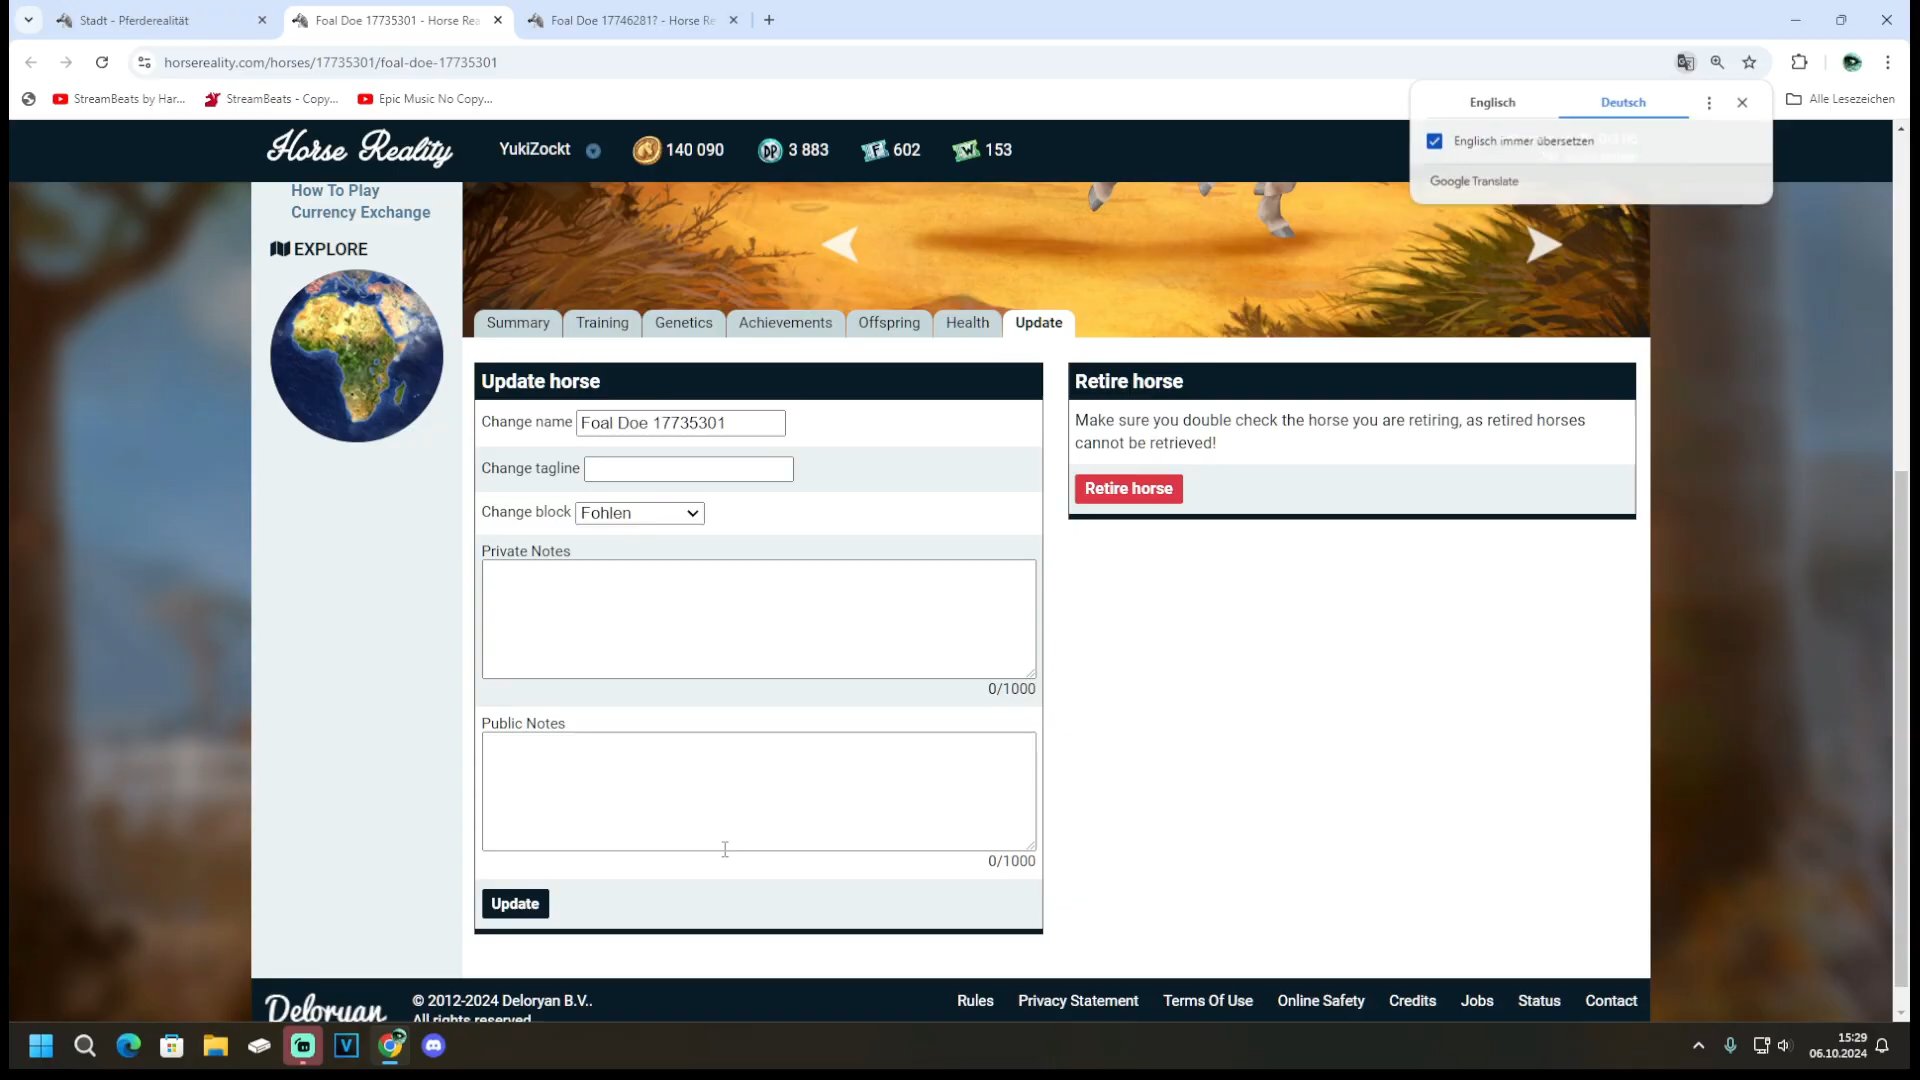 Stadt - Pferderealität
Foal Doe 17735301 - Horse Rea
Foal Doe 17746281? - Horse Re
horsereality.com/horses/17735301/foal-doe-17735301
StreamBeats by Har...
StreamBeats - Copy...
Epic Music No Copy...
Alle Lesezeichen
Englisch
Deutsch
Englisch immer übersetzen
Google Translate
Horse Reality
YukiZockt
140 090
DP
3 883
F
602
W
153
How To Play
Currency Exchange
EXPLORE
Summary
Training
Genetics
Achievements
Offspring
Health
Update
Update horse
Change name
Foal Doe 17735301
Change tagline
Change block
Fohlen
Private Notes
0/1000
Public Notes
0/1000
Update
Retire horse
Make sure you double check the horse you are retiring, as retired horses
cannot be retrieved!
Retire horse
Deloryan
© 2012-2024 Deloryan B.V..
All rights reserved
Rules
Privacy Statement
Terms Of Use
Online Safety
Credits
Jobs
Status
Contact
V
15:29
06.10.2024